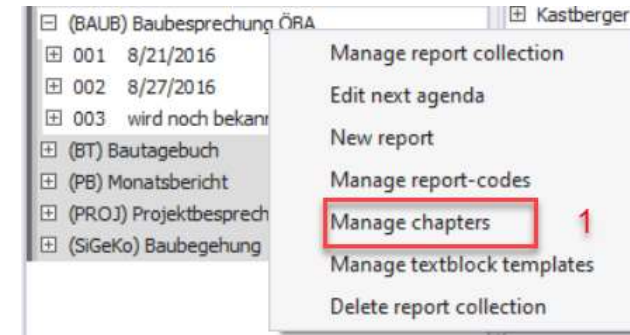 (BAUB) Baubesprechung ÖBA
001 8/21/2016
002 8/27/2016
003 wird noch
(BT) Bautagebuch
(PB) Monatsbericht
(PROJ)
(SiGeKo) Baubegehung
Kastberger
Manage report collection
Edit next agenda
New report
Manage report-codes
Manage chapters 1
Manage textblock templates
Delete report collection